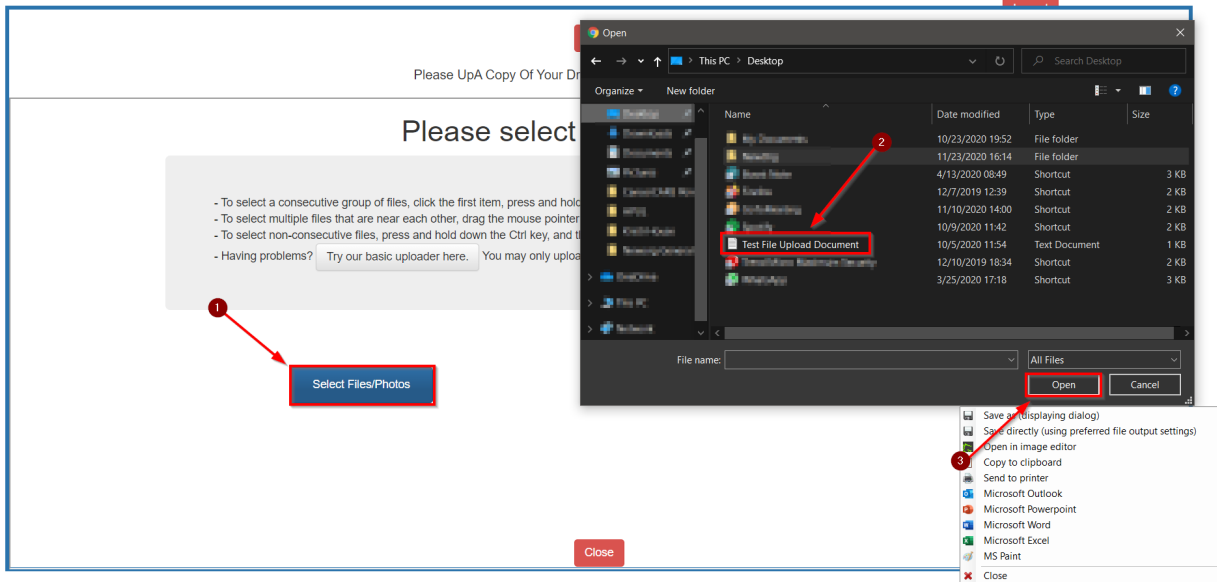 Open
This PC > Desktop
Search Desktop
Please UpA Copy Of Your Dr
Organize
New folder
Name
Date modified
Type
Size
Please select
10/23/2020 19:52 File folder
11/23/2020 16:14 File folder
4/13/2020 08:49 Shortcut 3 KB
12/7/2019 12:39 Shortcut 2 KB
11/10/2020 14:00 Shortcut 2 KB
10/9/2020 11:42 Shortcut 2 KB
Test File Upload Document 10/5/2020 11:54 Text Document 1 KB
12/10/2019 18:34 Shortcut 2 KB
3/25/2020 17:18 Shortcut 3 KB
2
- To select a consecutive group of files, click the first item, press and hold
- To select multiple files that are near each other, drag the mouse pointer
- To select non-consecutive files, press and hold down the Ctrl key, and
- Having problems? Try our basic uploader here. You may only uploa
1
File name:
All Files
Open
Cancel
Select Files/Photos
3
Save as (displaying dialog)
Save directly (using preferred file output settings)
Open in image editor
Copy to clipboard
Send to printer
Microsoft Outlook
Microsoft Powerpoint
Microsoft Word
Microsoft Excel
MS Paint
Close
Close